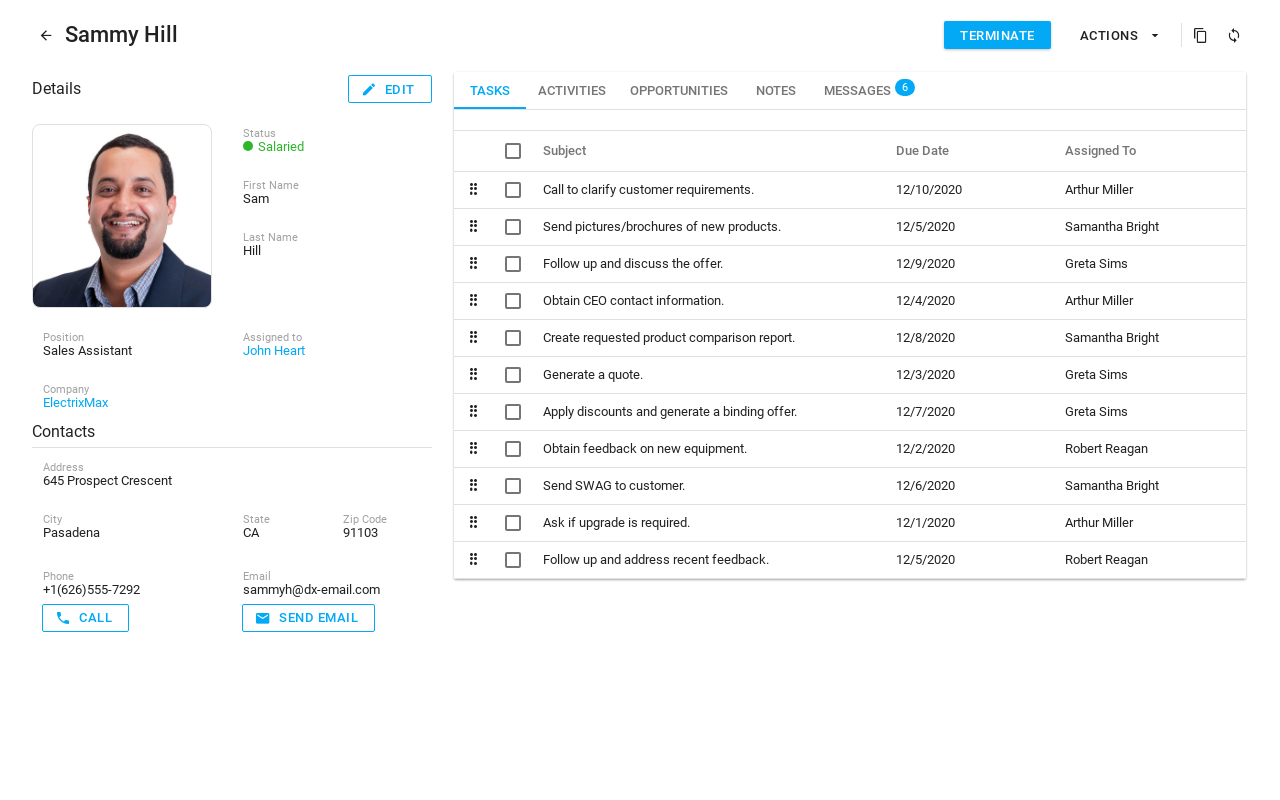 Sammy Hill
TERMINATE
ACTIONS
Details
EDIT
Status
Salaried
First Name
Sam
Last Name
Hill
Position
Sales Assistant
Assigned to
John Heart
Company
ElectrixMax
Contacts
Address
645 Prospect Crescent
City
Pasadena
State
CA
Zip Code
91103
Phone
+1(626)555-7292
Email
sammyh@dx-email.com
CALL
SEND EMAIL
TASKS ACTIVITIES OPPORTUNITIES NOTES MESSAGES 6
Subject Due Date Assigned To
Call to clarify customer requirements. 12/10/2020 Arthur Miller
Send pictures/brochures of new products. 12/5/2020 Samantha Bright
Follow up and discuss the offer. 12/9/2020 Greta Sims
Obtain CEO contact information. 12/4/2020 Arthur Miller
Create requested product comparison report. 12/8/2020 Samantha Bright
Generate a quote. 12/3/2020 Greta Sims
Apply discounts and generate a binding offer. 12/7/2020 Greta Sims
Obtain feedback on new equipment. 12/2/2020 Robert Reagan
Send SWAG to customer. 12/6/2020 Samantha Bright
Ask if upgrade is required. 12/1/2020 Arthur Miller
Follow up and address recent feedback. 12/5/2020 Robert Reagan